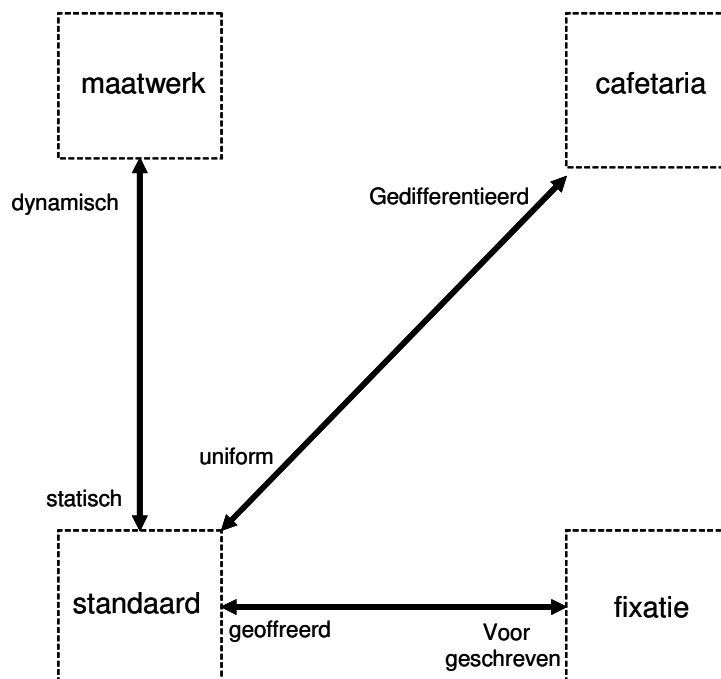 maatwerk
cafetaria
dynamisch
Gedifferentieerd
uniform
statisch
standaard
fixatie
geoffreerd
Voor
geschreven